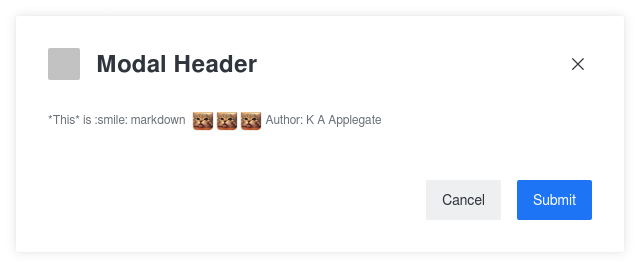 Modal Header
*This* is :smile: markdown Author: K A Applegate
Cancel Submit